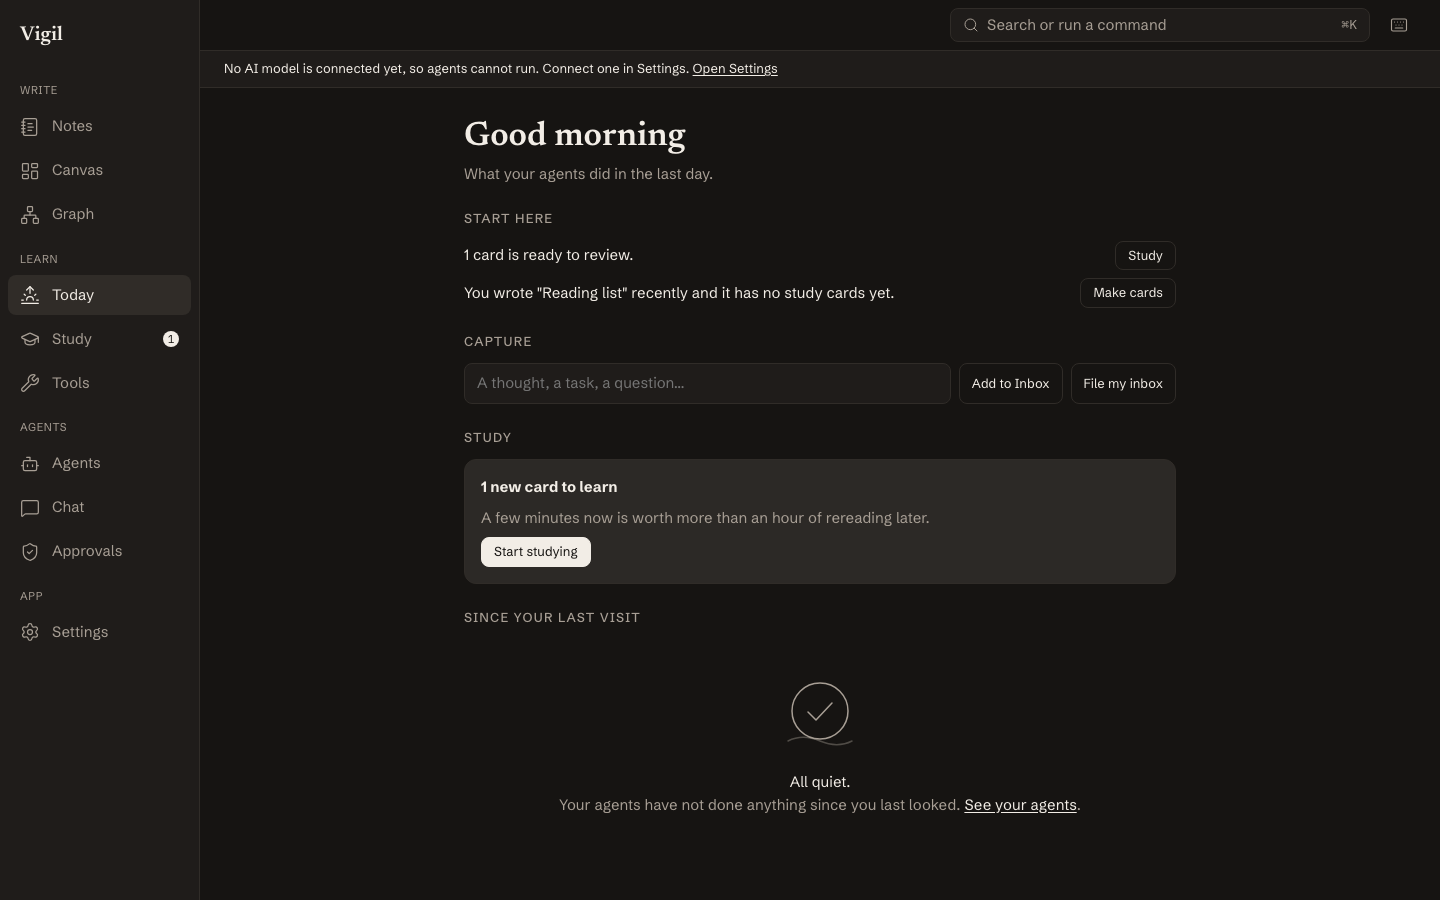 Vigil
Search or run a command
⌘K
No AI model is connected yet, so agents cannot run. Connect one in Settings. Open Settings
WRITE
Notes
Canvas
Graph
LEARN
Today
Study
1
Tools
AGENTS
Agents
Chat
Approvals
APP
Settings
Good morning
What your agents did in the last day.
START HERE
1 card is ready to review.
Study
You wrote "Reading list" recently and it has no study cards yet.
Make cards
CAPTURE
A thought, a task, a question...
Add to Inbox
File my inbox
STUDY
1 new card to learn
A few minutes now is worth more than an hour of rereading later.
Start studying
SINCE YOUR LAST VISIT
All quiet.
Your agents have not done anything since you last looked. See your agents.